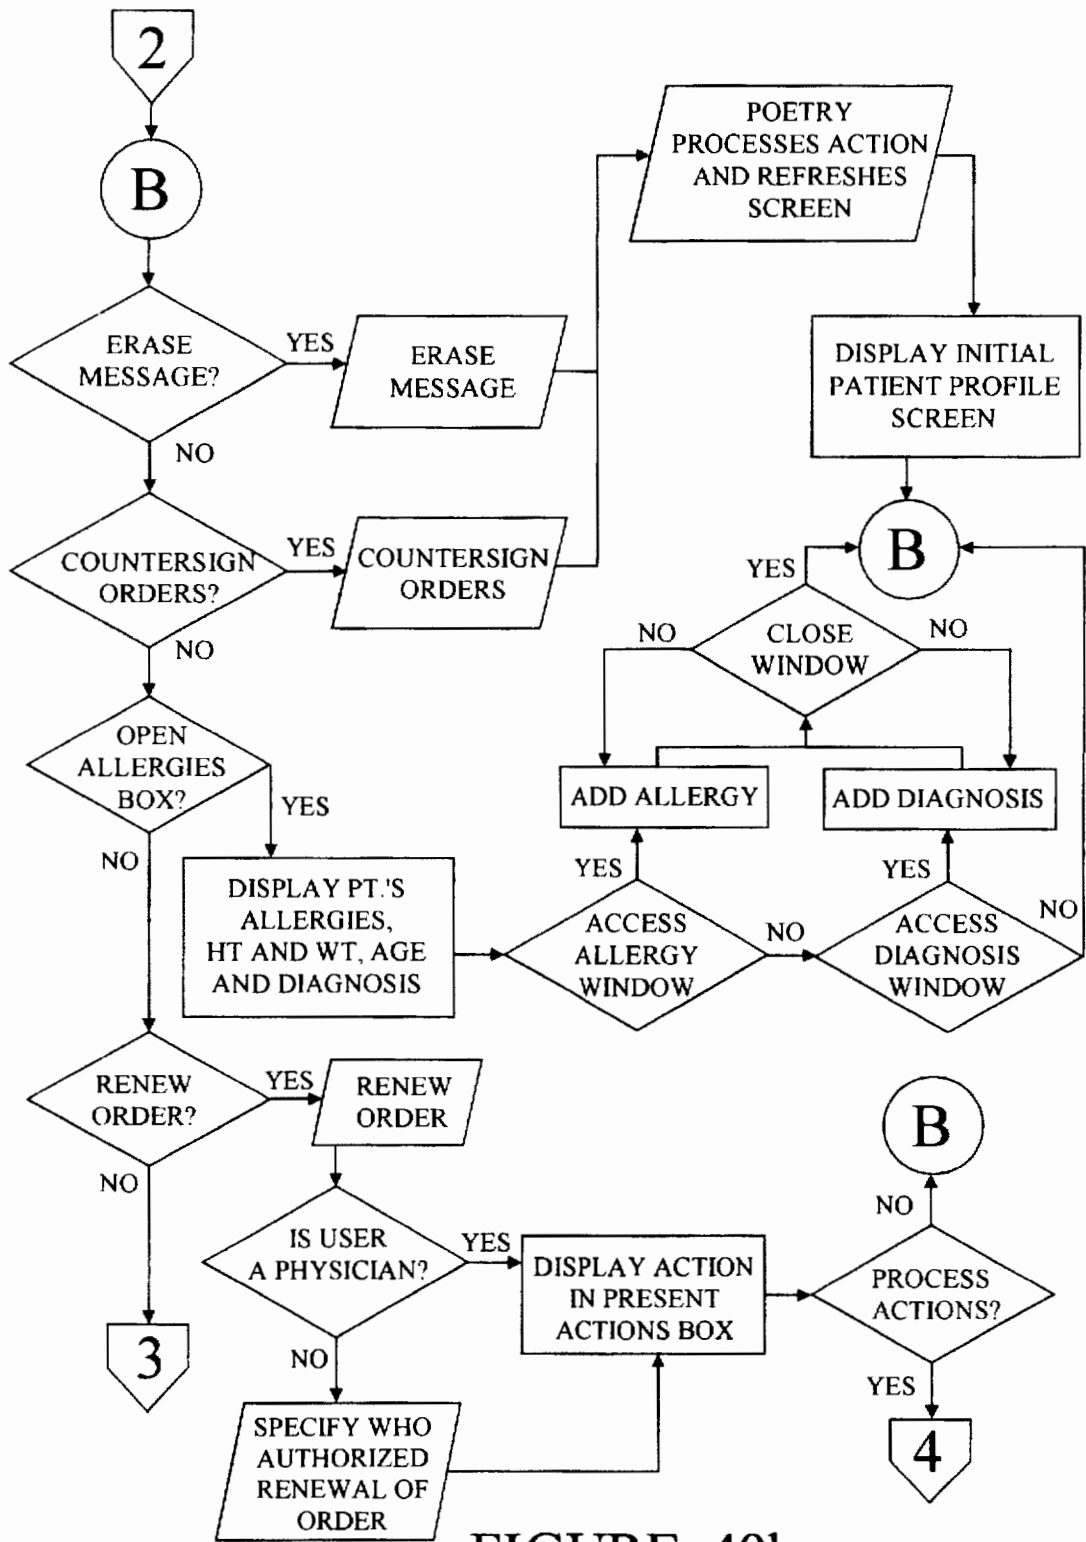 2
B
POETRY
PROCESSES ACTION
AND REFRESHES
SCREEN
ERASE
MESSAGE?
YES
ERASE
MESSAGE
DISPLAY INITIAL
PATIENT PROFILE
SCREEN
NO
COUNTERSIGN
ORDERS?
YES
COUNTERSIGN
ORDERS
B
YES
NO
CLOSE
WINDOW
NO
NO
OPEN
ALLERGIES
BOX?
YES
ADD ALLERGY
ADD DIAGNOSIS
NO
DISPLAY PT.'S
ALLERGIES,
HT AND WT, AGE
AND DIAGNOSIS
YES
ACCESS
ALLERGY
WINDOW
NO
YES
ACCESS
DIAGNOSIS
WINDOW
NO
RENEW
ORDER?
YES
RENEW
ORDER
B
NO
NO
IS USER
A PHYSICIAN?
YES
DISPLAY ACTION
IN PRESENT
ACTIONS BOX
PROCESS
ACTIONS?
3
NO
YES
SPECIFY WHO
AUTHORIZED
RENEWAL OF
ORDER
4